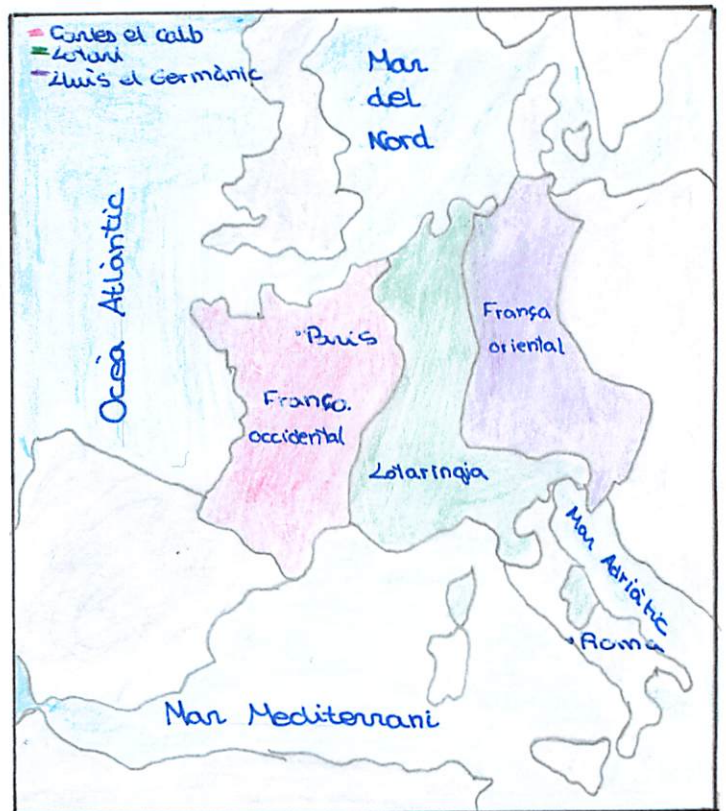 Carles el calb
Lotari
Lluís el Germànic
Mar
del
Nord
Oceà Atlàntic
França
oriental
París
França.
occidental
Lotaringia
Mar Adriàtic
Roma
Mar Mediterrani